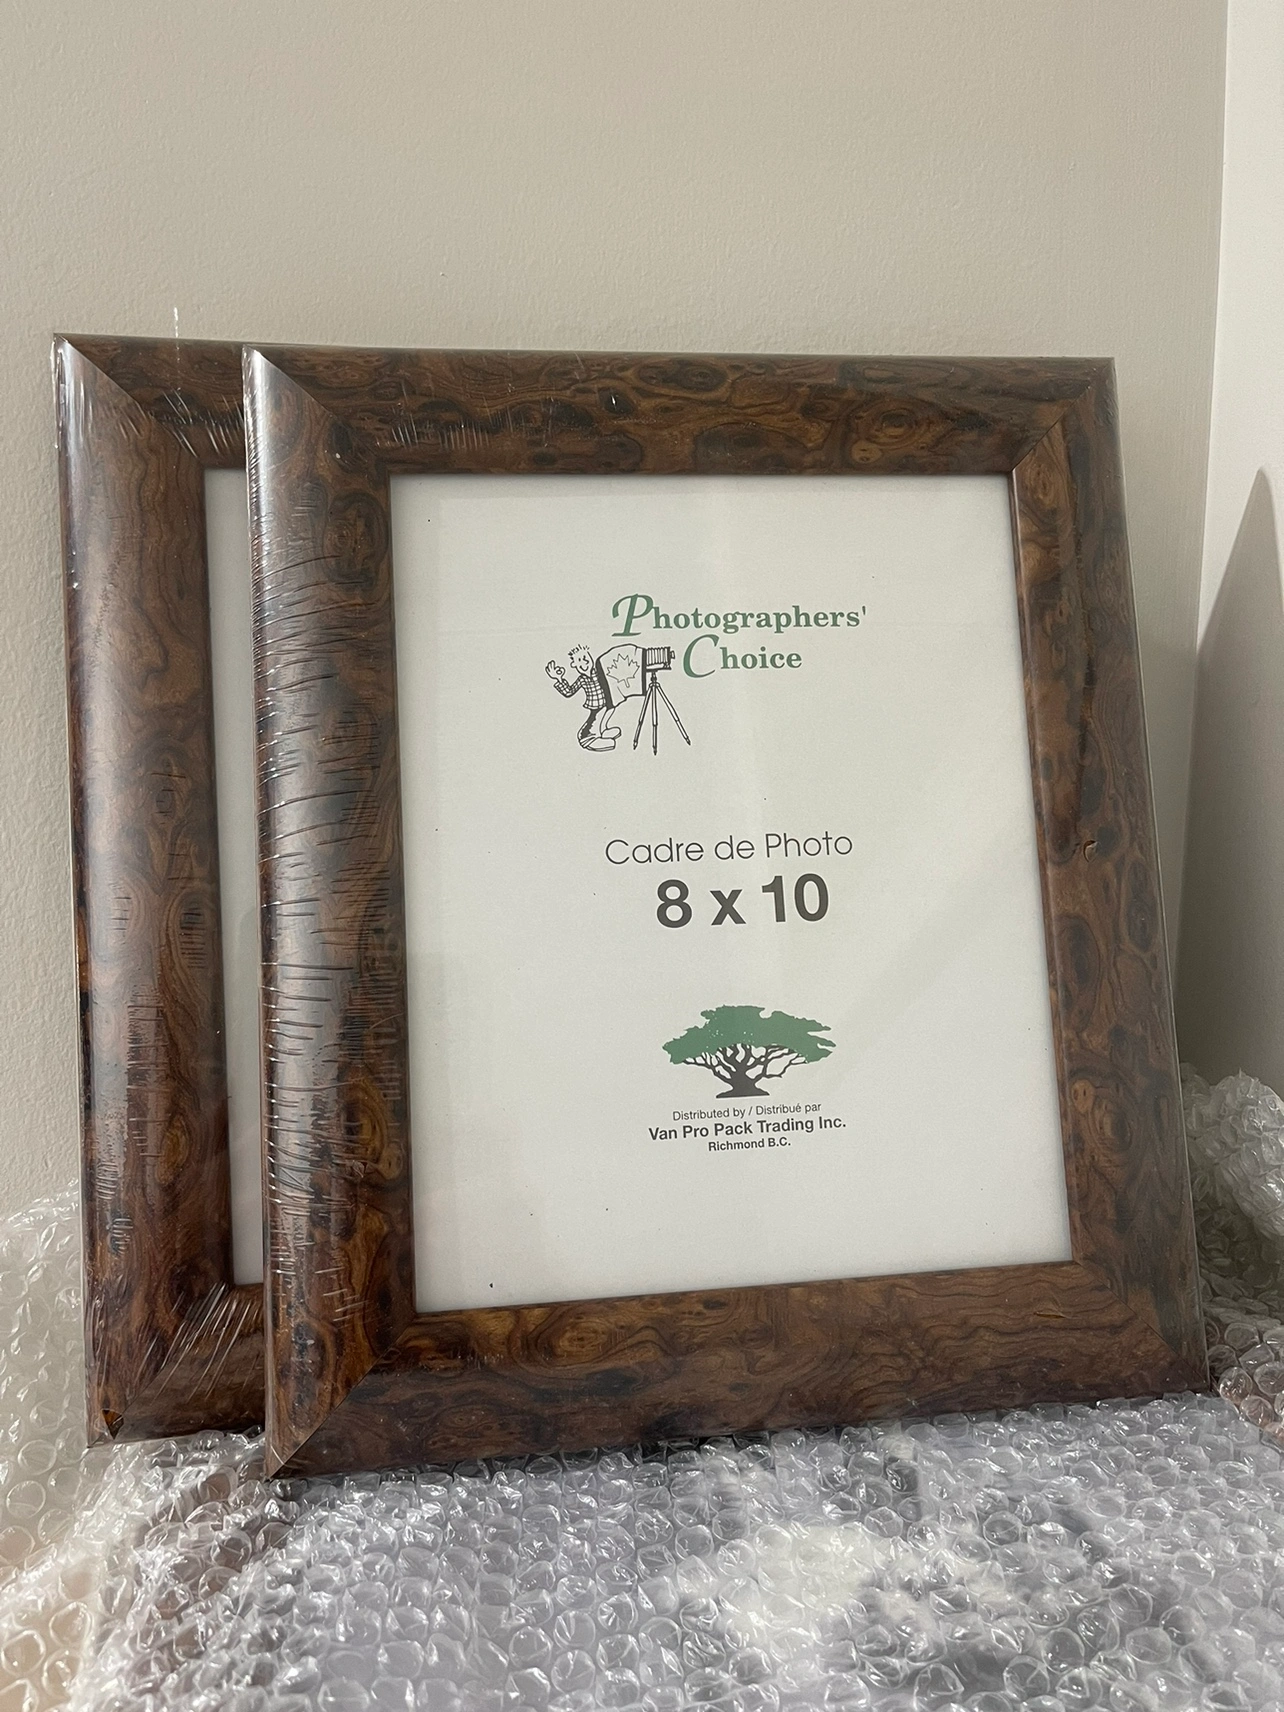 Photographers'
Choice
Cadre de Photo
8 x 10
Distributed by / Distribué par
Van Pro Pack Trading Inc.
Richmond B.C.